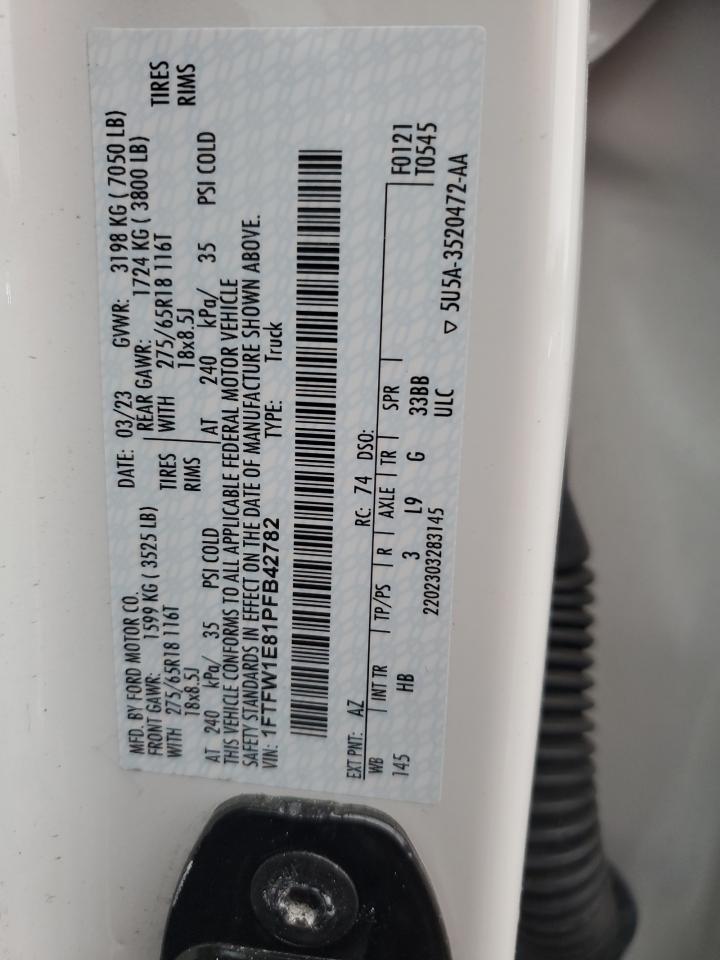 MFD. BY FORD MOTOR CO. DATE: 03/23 GVWR: 3198 KG ( 7050 LB)
FRONT GAWR: 1599 KG ( 3525 LB) REAR GAWR: 1724 KG ( 3800 LB)
WITH 275/65R18 116T TIRES WITH 275/65R18 116T TIRES
18x8.5J RIMS 18x8.5J RIMS
AT 240 kPa/ 35 PSI COLD AT 240 kPa/ 35 PSI COLD
THIS VEHICLE CONFORMS TO ALL APPLICABLE FEDERAL MOTOR VEHICLE
SAFETY STANDARDS IN EFFECT ON THE DATE OF MANUFACTURE SHOWN ABOVE.
VIN: 1FTFW1E81PFB42782 TYPE: Truck
EXT PNT: AZ RC: 74 DSO: F0121
WB INT TR TP/PS R AXLE TR SPR T0545
145 HB 3 L9 G 33BB
2202303283145 ULC ▽ 5U5A-3520472-AA